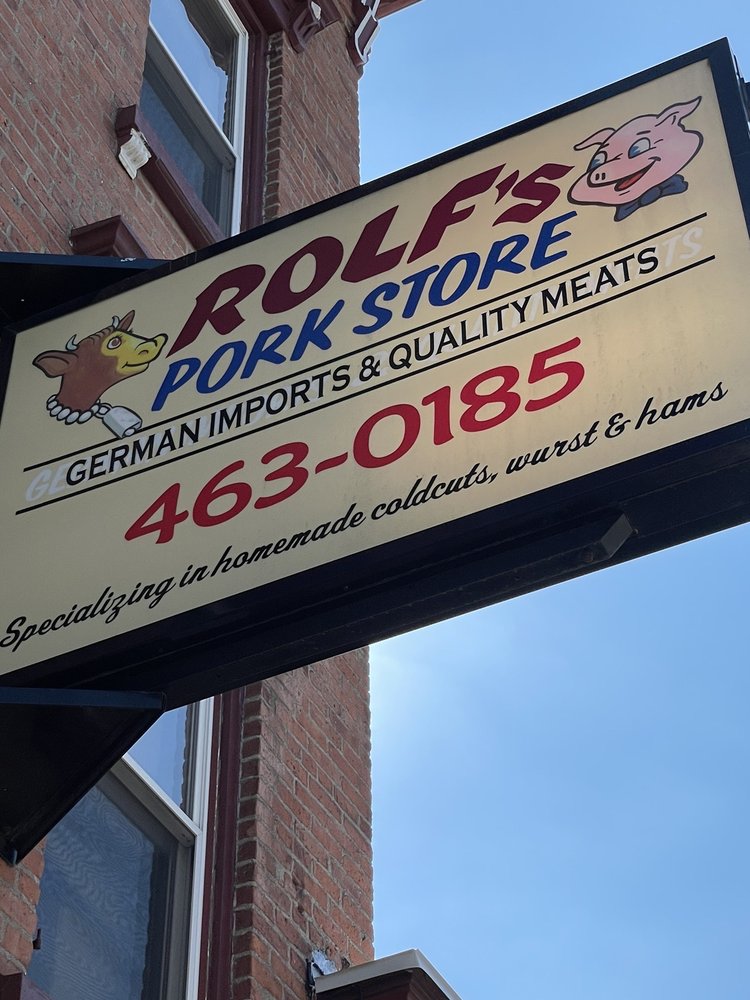 ROLF'S
PORK STORE
GERMAN IMPORTS & QUALITY MEATS
463-0185
Specializing in homemade coldcuts, wurst & hams